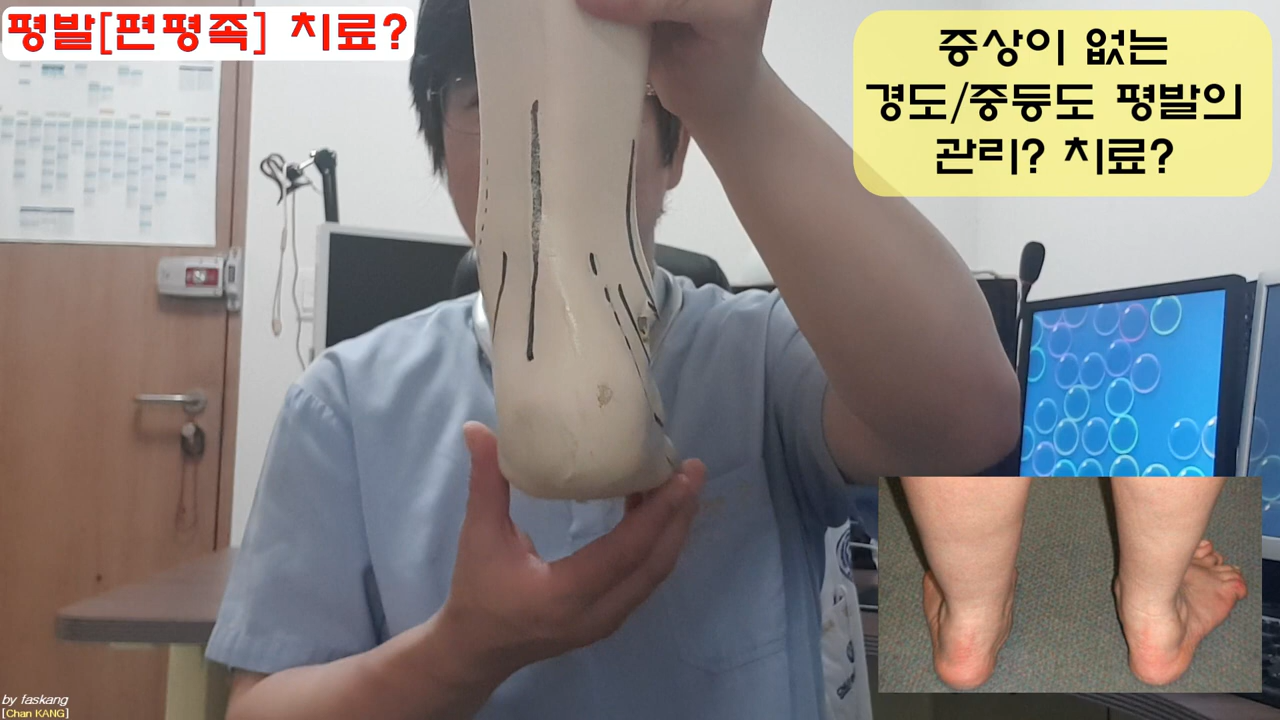 평발[편평족] 치료?
증상이 없는
경도/중등도 평발의
관리? 치료?
by faskang
[Chan KANG]